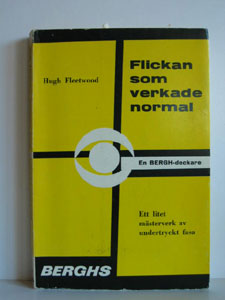 Hugh Fleetwood
Flickan
som
verkade
normal
En BERGH-deckare
Ett litet
mästerverk av
undertryckt fasa
BERGHS